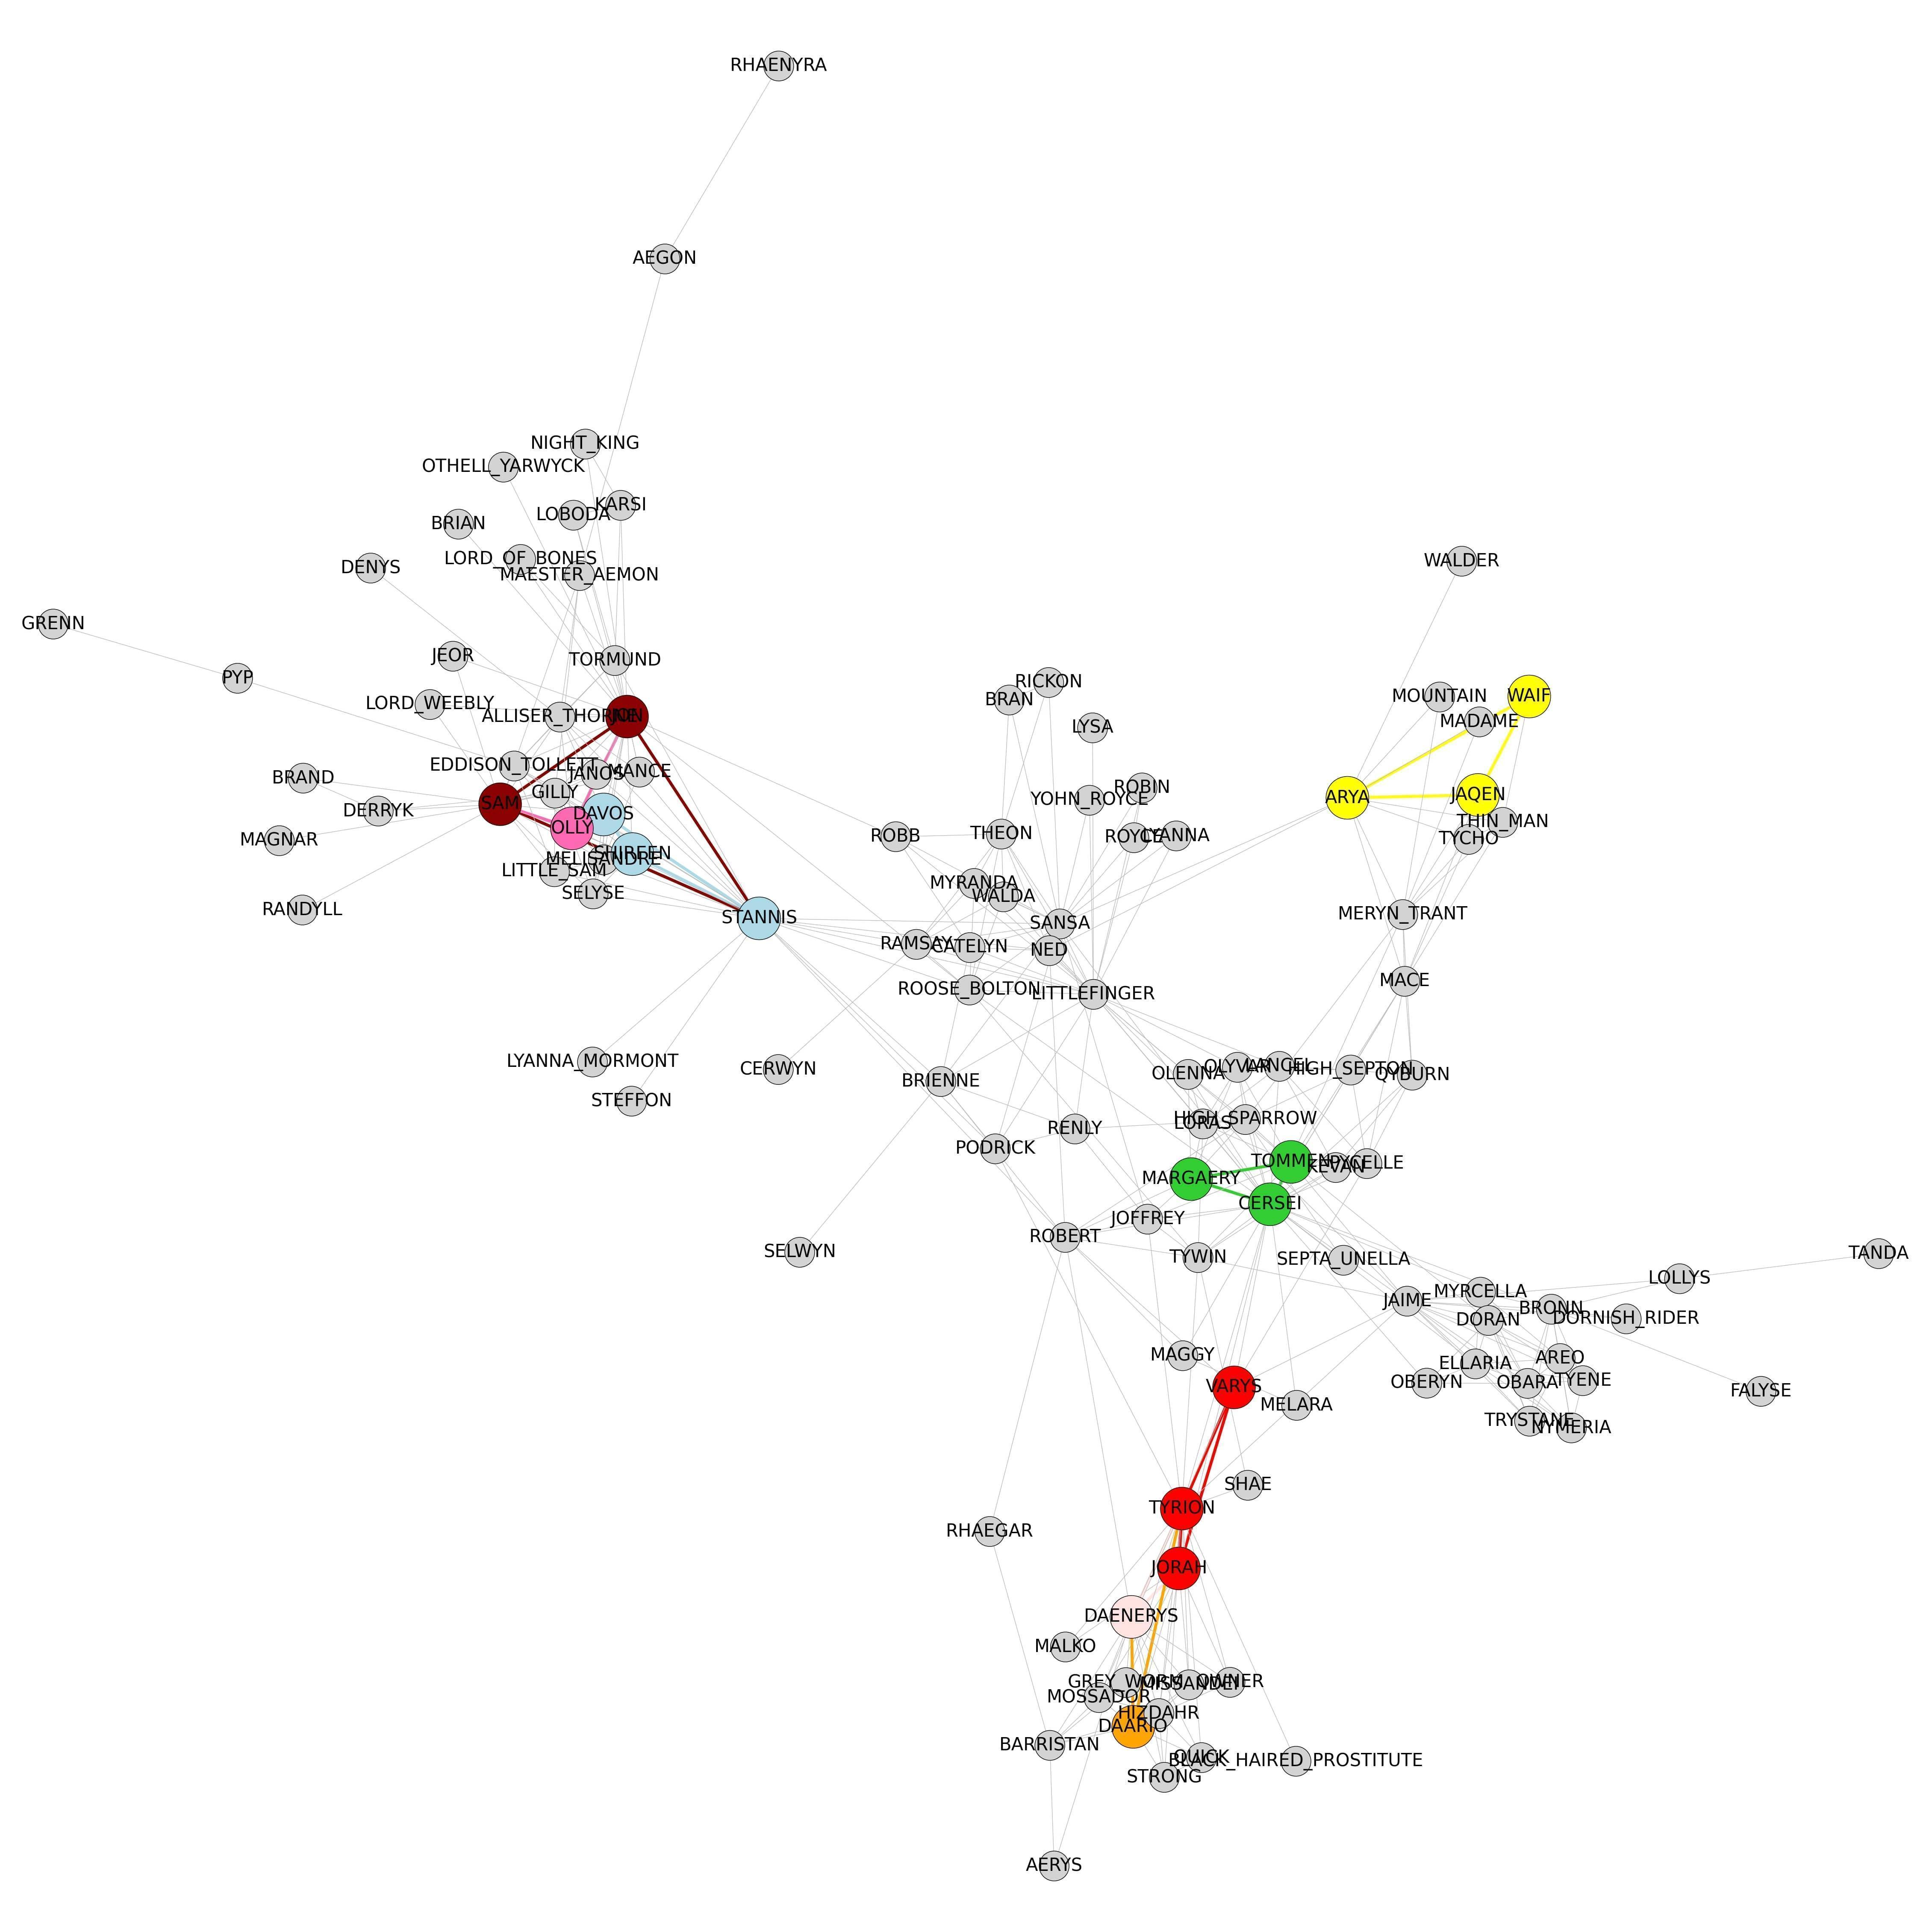 RHAENYRA
AEGON
NIGHT_KING
OTHELL_YARWYCK
KARSI
LOBODA
BRIAN
LORD_OF_BONES
DENYS
MAESTER_AEMON
WALDER
GRENN
JEOR
TORMUND
PYP
RICKON
BRAN
MOUNTAIN
WAIF
LORD_WEEBLY
ALLISER_THORNE
JON
MADAME
LYSA
EDDISON_TOLLETT
JANOS
MANCE
BRAND
GILLY
ROBIN
YOHN_ROYCE
ARYA
JAQEN
SAM
DERRYK
DAVOS
OLLY
THIN_MAN
MAGNAR
ROBB
THEON
ROYCE
LYANNA
TYCHO
SHIREEN
MELISANDRE
LITTLE_SAM
SELYSE
MYRANDA
WALDA
RANDYLL
STANNIS
SANSA
MERYN_TRANT
RAMSAY
CATELYN
NED
MACE
ROOSE_BOLTON
LITTLEFINGER
LYANNA_MORMONT
CERWYN
BRIENNE
OLENNA
OLYVAR
LANCEL
HIGH_SEPTON
QYBURN
STEFFON
HIGH_SPARROW
LORAS
RENLY
PODRICK
TOMMEN
KEVAN
PYCELLE
MARGAERY
CERSEI
JOFFREY
ROBERT
SELWYN
TYWIN
SEPTA_UNELLA
TANDA
LOLLYS
MYRCELLA
JAIME
BRONN
DORAN
DORNISH_RIDER
MAGGY
AREO
ELLARIA
VARYS
OBERYN
OBARA
TYENE
FALYSE
MELARA
TRYSTANE
NYMERIA
SHAE
TYRION
RHAEGAR
JORAH
DAENERYS
MALKO
GREY_WORM
MISSANDEI
OWNER
MOSSADOR
HIZDAHR
DAARIO
BARRISTAN
QUICK
BLACK_HAIRED_PROSTITUTE
STRONG
AERYS